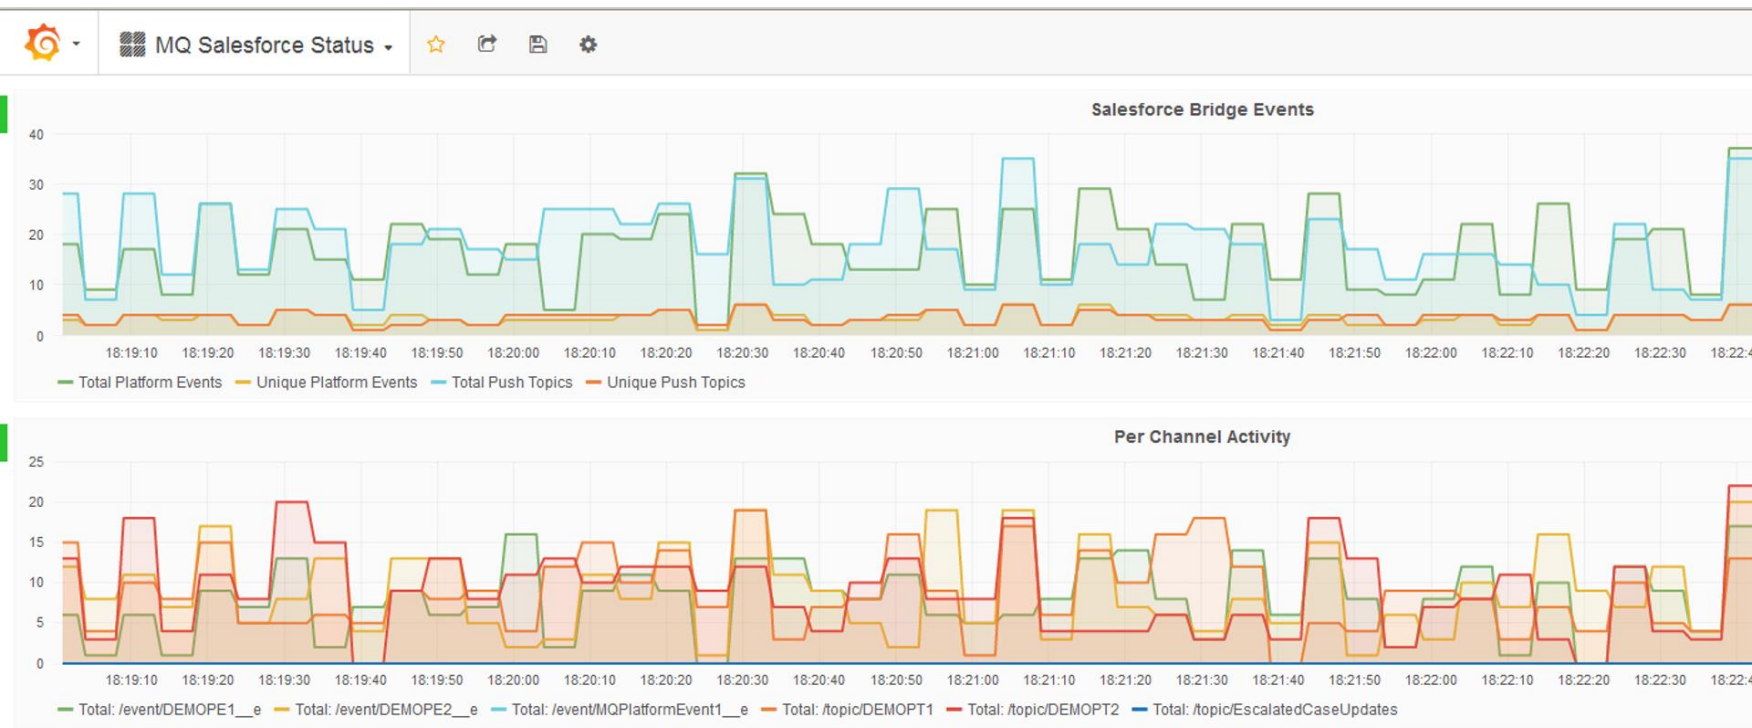 MQ Salesforce Status
Salesforce Bridge Events
40
30
20
10
0
18:19:10 18:19:20 18:19:30 18:19:40 18:19:50 18:20:00 18:20:10 18:20:20 18:20:30 18:20:40 18:20:50 18:21:00 18:21:10 18:21:20 18:21:30 18:21:40 18:21:50 18:22:00 18:22:10 18:22:20 18:22:30 18:22:4
Total Platform Events Unique Platform Events Total Push Topics Unique Push Topics
Per Channel Activity
25
20
15
10
5
0
18:19:10 18:19:20 18:19:30 18:19:40 18:19:50 18:20:00 18:20:10 18:20:20 18:20:30 18:20:40 18:20:50 18:21:00 18:21:10 18:21:20 18:21:30 18:21:40 18:21:50 18:22:00 18:22:10 18:22:20 18:22:30 18:22:4
Total: /event/DEMOPE1__e Total: /event/DEMOPE2__e Total: /event/MQPlatformEvent1__e Total: /topic/DEMOPT1 Total: /topic/DEMOPT2 Total: /topic/EscalatedCaseUpdates